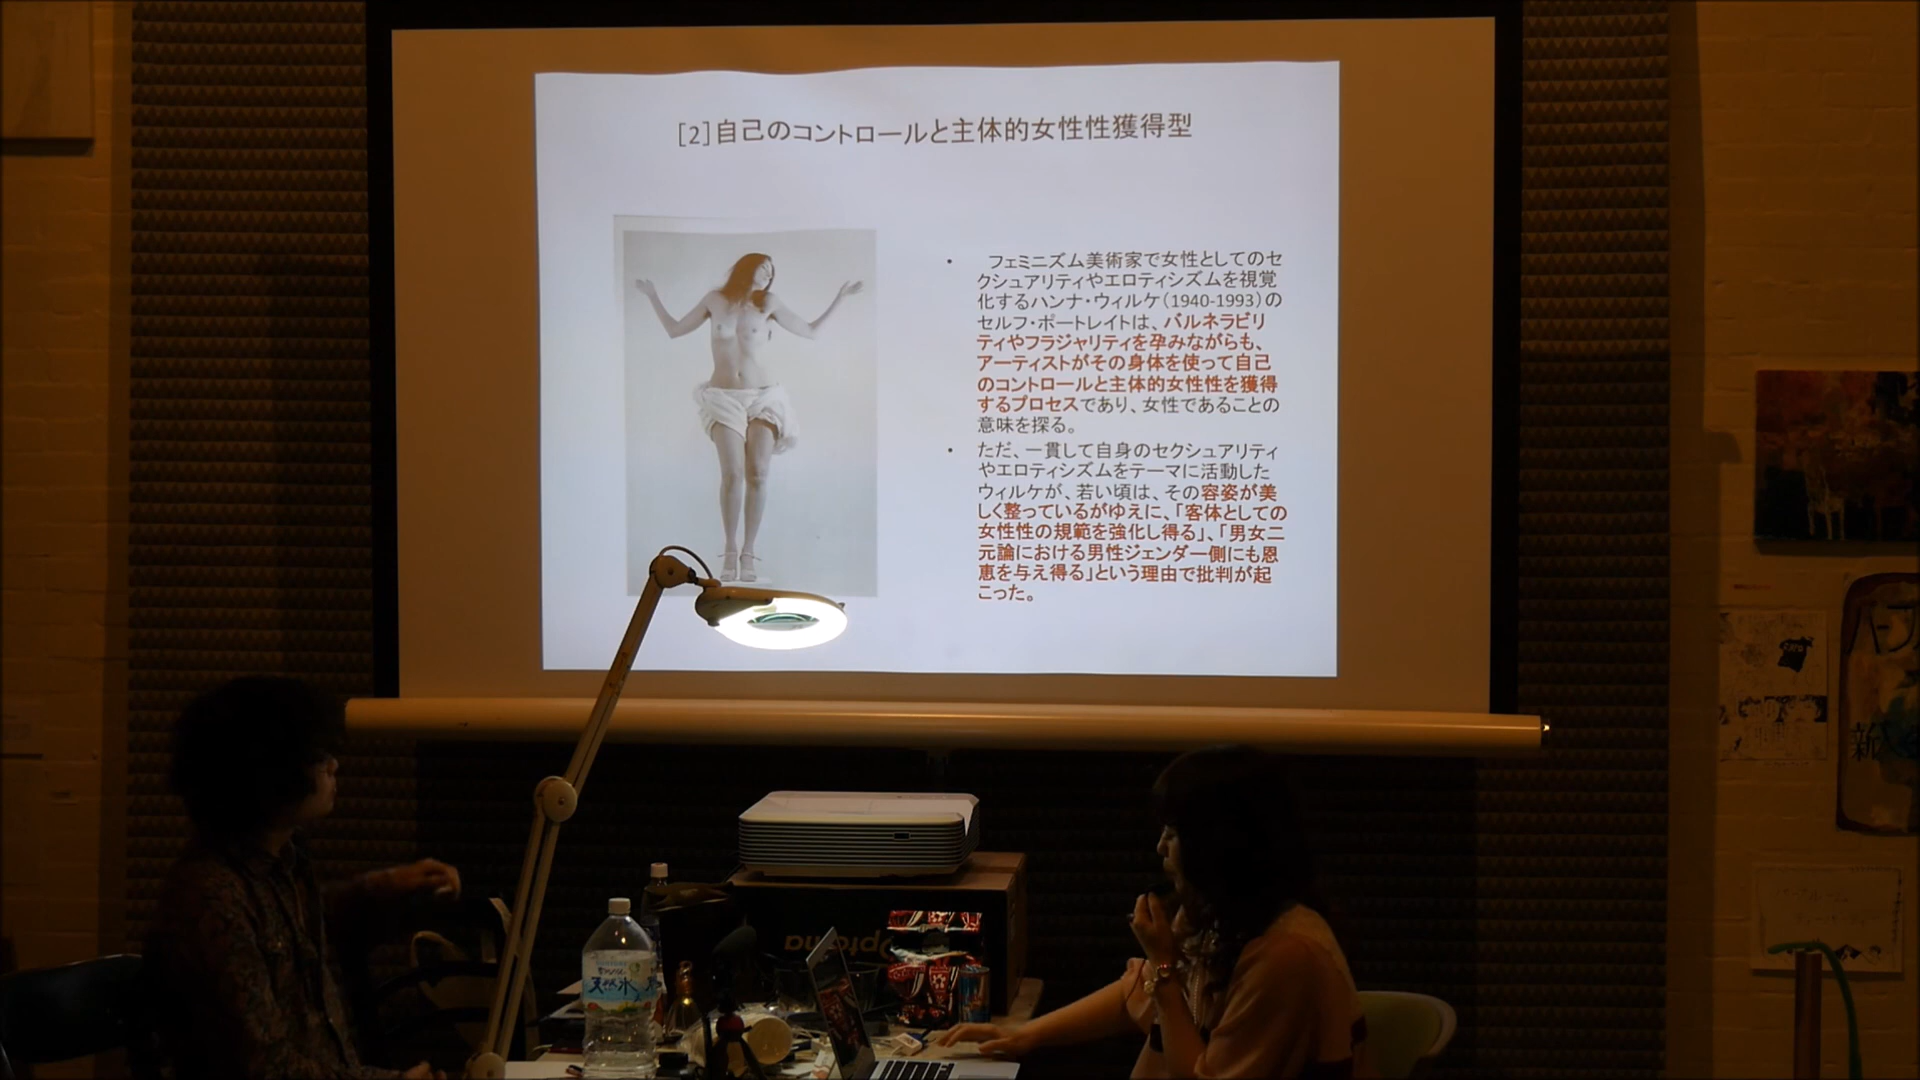 [2]自己のコントロールと主体的女性性獲得型
• フェミニズム美術家で女性としてのセ
クシュアリティやエロティシズムを視覚
化するハンナ・ウィルケ(1940-1993)の
セルフ・ポートレイトは、バルネラビリ
ティやフラジャリティを孕みながらも、
アーティストがその身体を使って自己
のコントロールと主体的女性性を獲得
するプロセスであり、女性であることの
意味を探る。
• ただ、一貫して自身のセクシュアリティ
やエロティシズムをテーマに活動した
ウィルケが、若い頃は、その容姿が美
しく整っているがゆえに、「客体としての
女性性の規範を強化し得る」、「男女二
元論における男性ジェンダー側にも恩
恵を与え得る」という理由で批判が起
こった。
Optoma
天然水